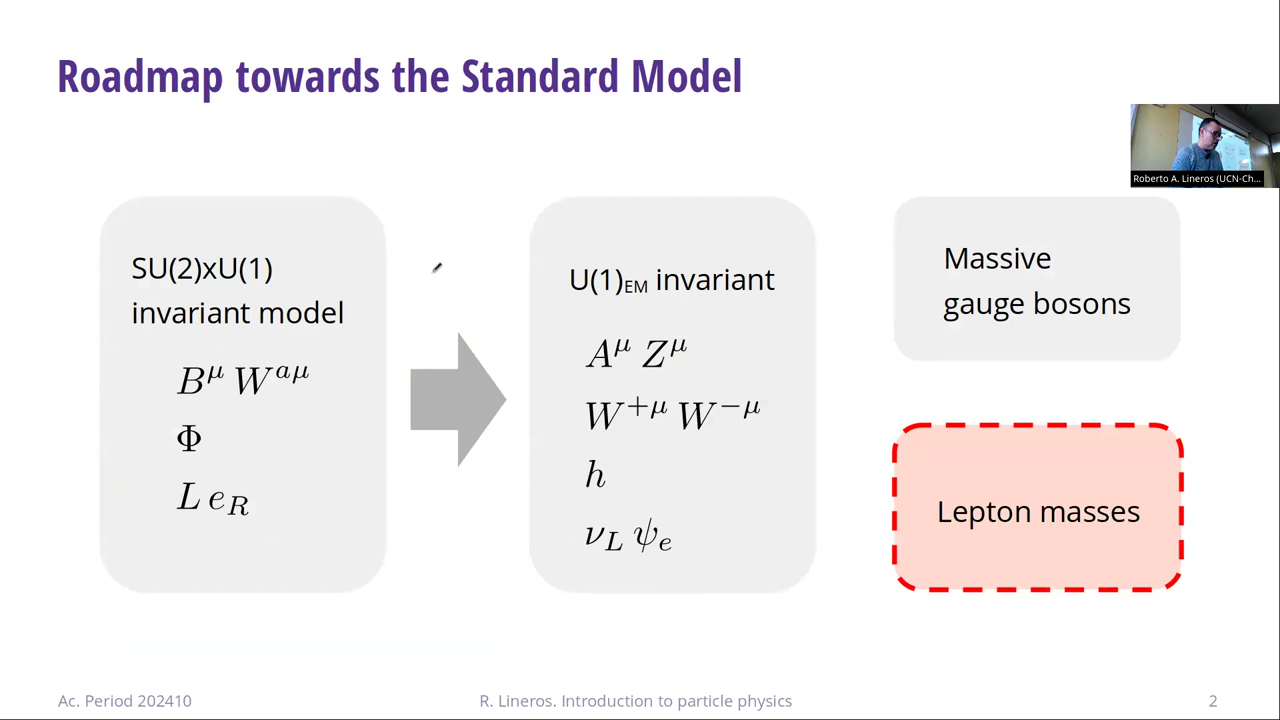 Roadmap towards the Standard Model
Roberto A. Lineros (UCN-Ch...
SU(2)xU(1)
invariant model
B^μ W^{aμ}
Φ
L e_R
U(1)_EM invariant
A^μ Z^μ
W^{+μ} W^{−μ}
h
ν_L ψ_e
Massive
gauge bosons
Lepton masses
Ac. Period 202410
R. Lineros. Introduction to particle physics
2